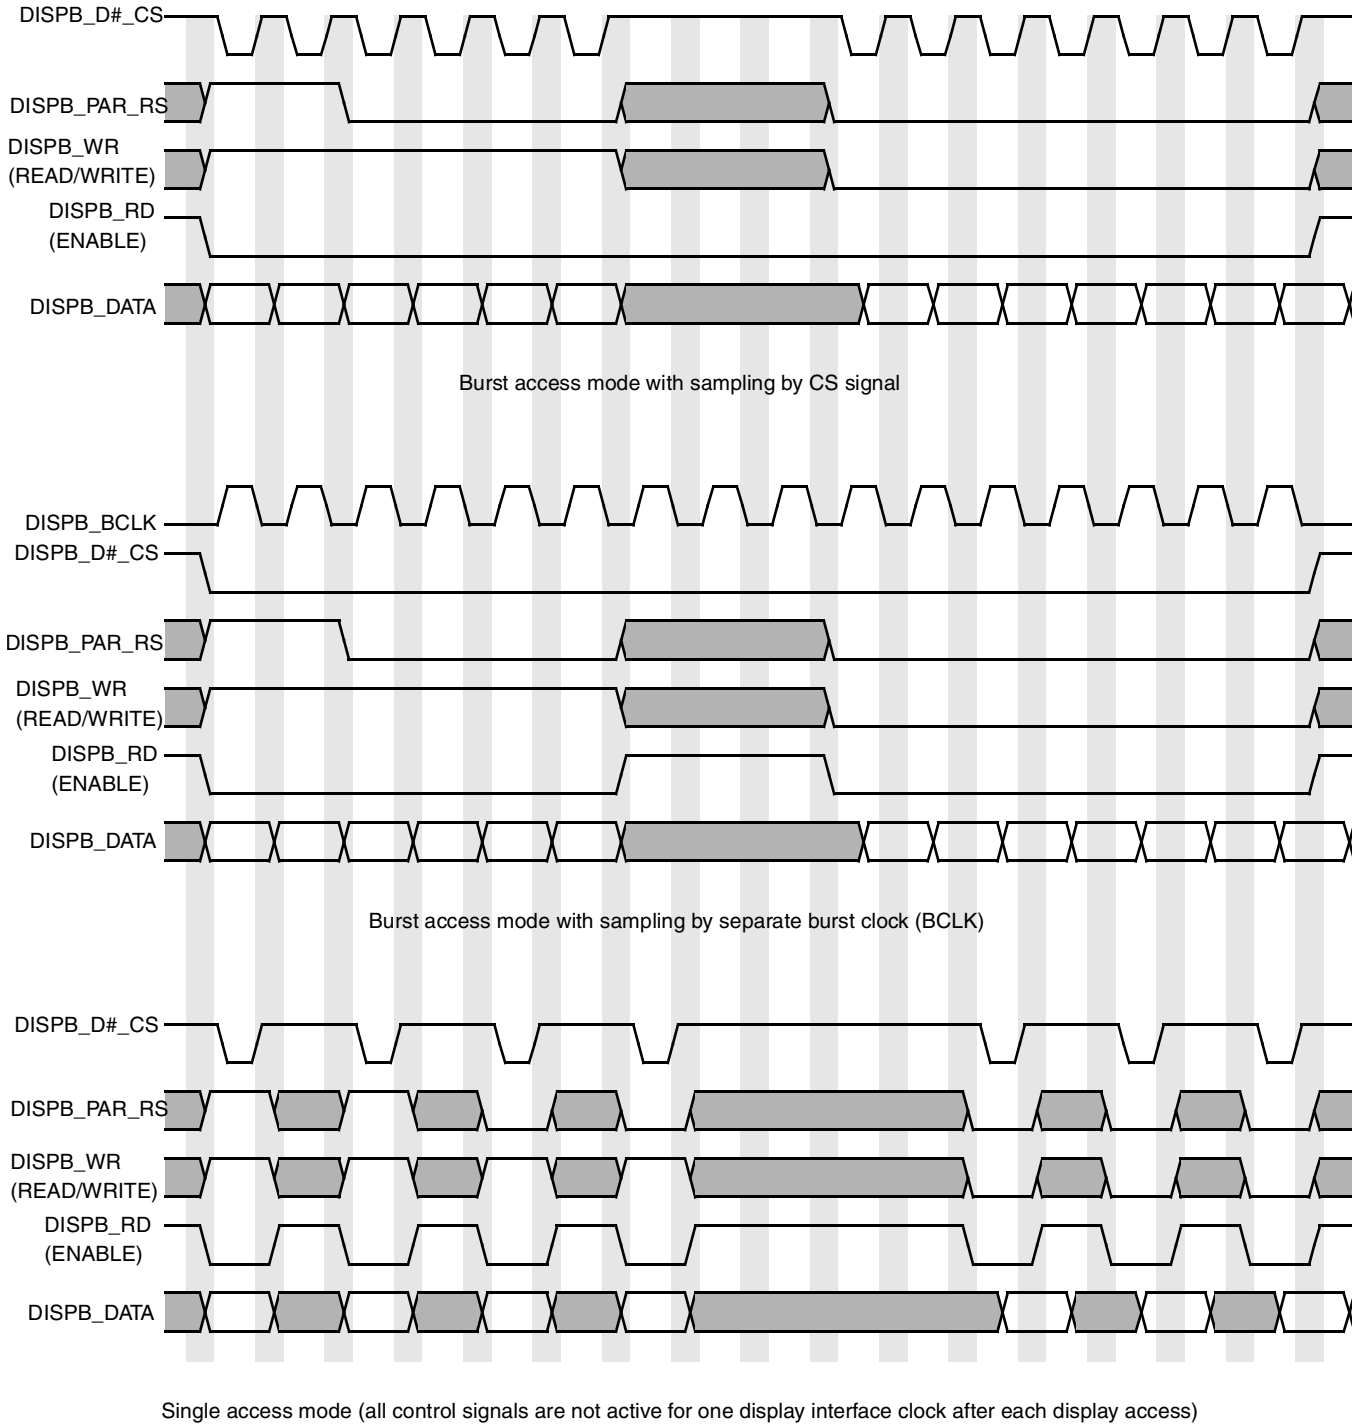 DISPB_D#_CS
DISPB_PAR_RS
DISPB_WR
(READ/WRITE)
DISPB_RD
(ENABLE)
DISPB_DATA
Burst access mode with sampling by CS signal
DISPB_BCLK
DISPB_D#_CS
DISPB_PAR_RS
DISPB_WR
(READ/WRITE)
DISPB_RD
(ENABLE)
DISPB_DATA
Burst access mode with sampling by separate burst clock (BCLK)
DISPB_D#_CS
DISPB_PAR_RS
DISPB_WR
(READ/WRITE)
DISPB_RD
(ENABLE)
DISPB_DATA
Single access mode (all control signals are not active for one display interface clock after each display access)